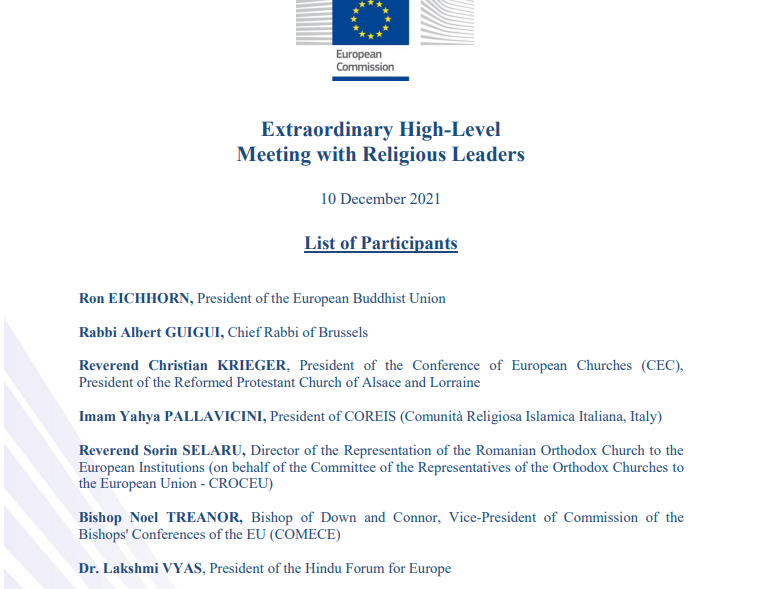 European
Commission
Extraordinary High-Level
Meeting with Religious Leaders
10 December 2021
List of Participants
Ron EICHHORN, President of the European Buddhist Union
Rabbi Albert GUIGUI, Chief Rabbi of Brussels
Reverend Christian KRIEGER, President of the Conference of European Churches (CEC),
President of the Reformed Protestant Church of Alsace and Lorraine
Imam Yahya PALLAVICINI, President of COREIS (Comunità Religiosa Islamica Italiana, Italy)
Reverend Sorin SELARU, Director of the Representation of the Romanian Orthodox Church to the
European Institutions (on behalf of the Committee of the Representatives of the Orthodox Churches to
the European Union - CROCEU)
Bishop Noel TREANOR, Bishop of Down and Connor, Vice-President of Commission of the
Bishops' Conferences of the EU (COMECE)
Dr. Lakshmi VYAS, President of the Hindu Forum for Europe